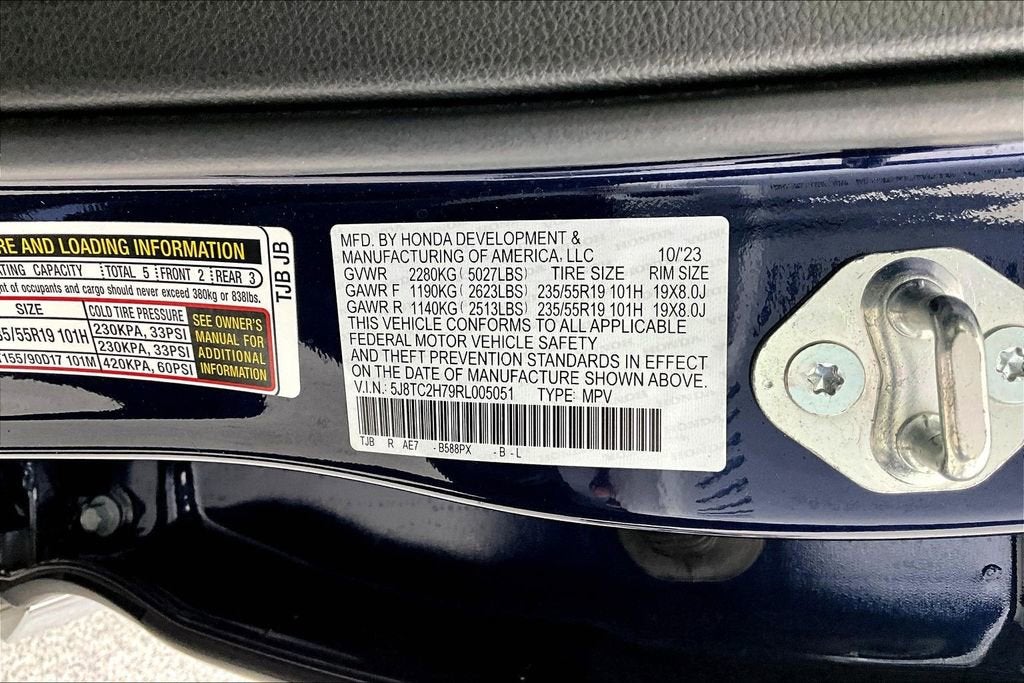 RE AND LOADING INFORMATION
TING CAPACITY TOTAL 5 FRONT 2 REAR 3
nt of occupants and cargo should never exceed 380kg or 838lbs.
SIZE COLD TIRE PRESSURE
55/55R19 101H 230KPA, 33PSI
230KPA, 33PSI
T155/90D17 101M 420KPA, 60PSI
SEE OWNER'S
MANUAL FOR
ADDITIONAL
INFORMATION
TJB JB
MFD. BY HONDA DEVELOPMENT &
MANUFACTURING OF AMERICA, LLC 10/'23
GVWR 2280KG ( 5027LBS) TIRE SIZE RIM SIZE
GAWR F 1190KG ( 2623LBS) 235/55R19 101H 19X8.0J
GAWR R 1140KG ( 2513LBS) 235/55R19 101H 19X8.0J
THIS VEHICLE CONFORMS TO ALL APPLICABLE
FEDERAL MOTOR VEHICLE SAFETY
AND THEFT PREVENTION STANDARDS IN EFFECT
ON THE DATE OF MANUFACTURE SHOWN ABOVE.
V.I.N.: 5J8TC2H79RL005051 TYPE: MPV
TJB R AE7 - B588PX - B - L